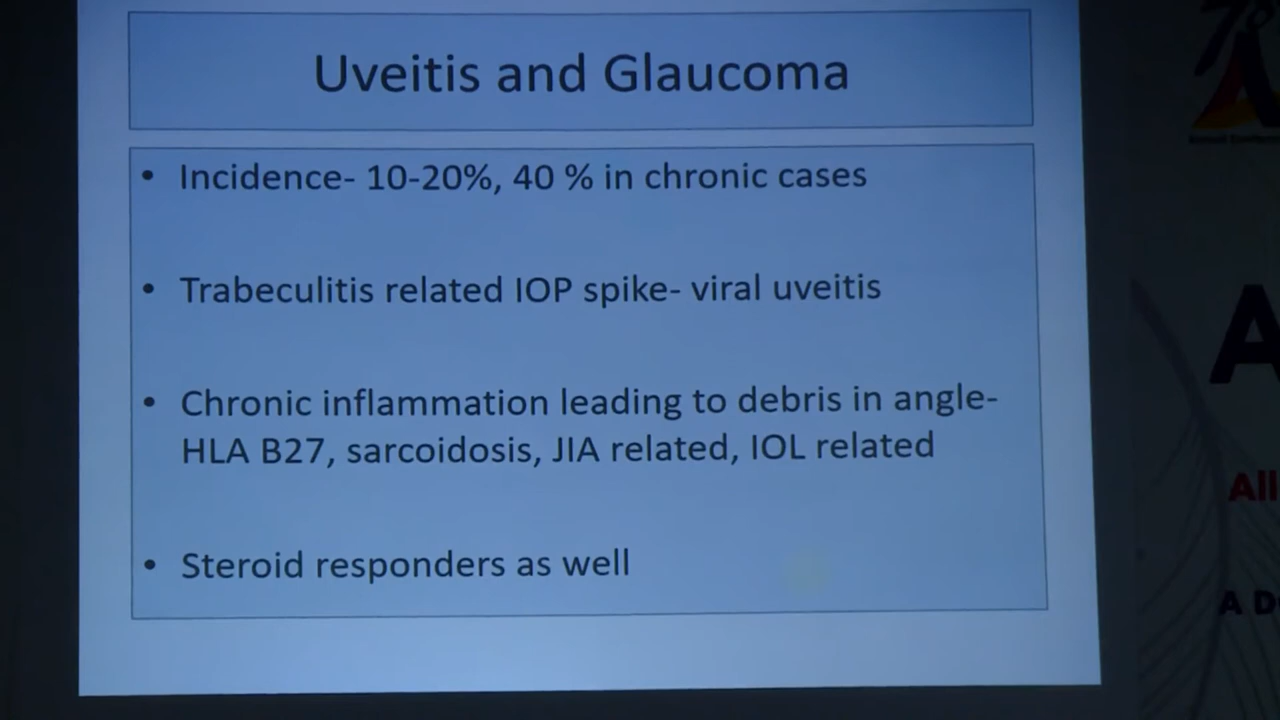 Uveitis and Glaucoma
• Incidence- 10-20%, 40 % in chronic cases
• Trabeculitis related IOP spike- viral uveitis
• Chronic inflammation leading to debris in angle-
HLA B27, sarcoidosis, JIA related, IOL related
• Steroid responders as well
A
All
A D